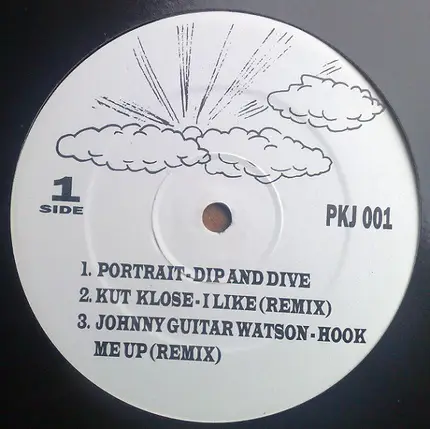 1
SIDE
PKJ 001
1. PORTRAIT-DIP AND DIVE
2. KUT KLOSE-I LIKE (REMIX)
3. JOHNNY GUITAR WATSON-HOOK
ME UP (REMIX)